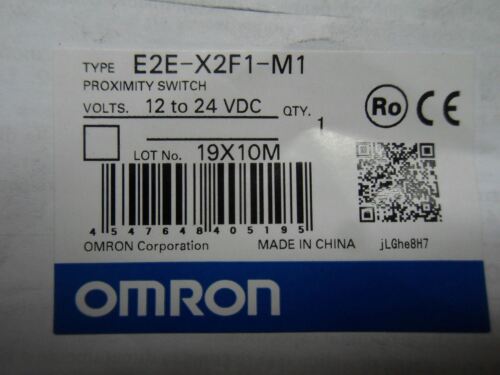 TYPE E2E-X2F1-M1
PROXIMITY SWITCH
VOLTS. 12 to 24 VDC QTY. 1
Ro CE
LOT No. 19X10M
4 547648 405195
OMRON Corporation MADE IN CHINA jLGhe8H7
OMRON